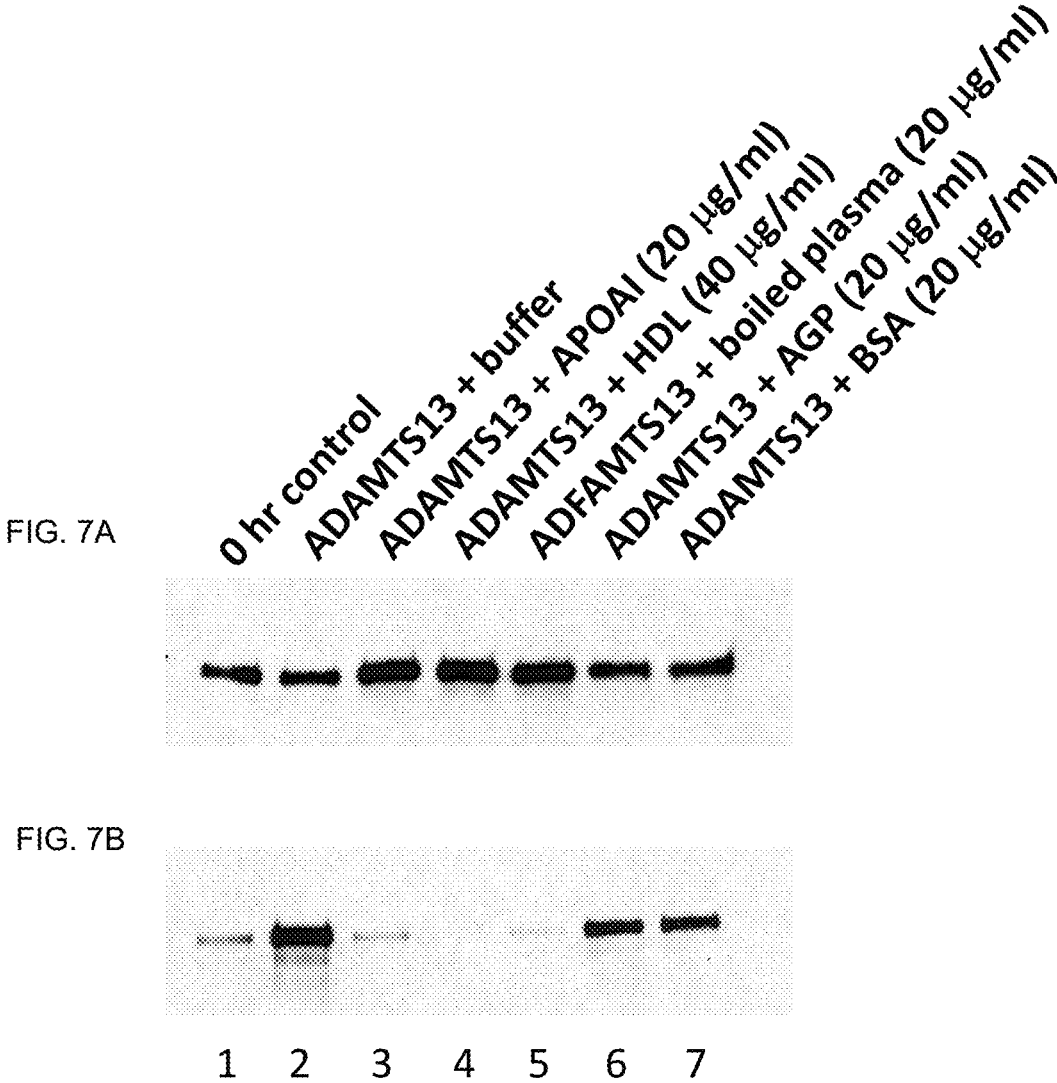 0 hr control
ADAMTS13 + buffer
ADAMTS13 + APOAI (20 µg/ml)
ADAMTS13 + HDL (40 µg/ml)
ADFAMTS13 + boiled plasma (20 µg/ml)
ADAMTS13 + AGP (20 µg/ml)
ADAMTS13 + BSA (20 µg/ml)
FIG. 7A
FIG. 7B
1 2 3 4 5 6 7